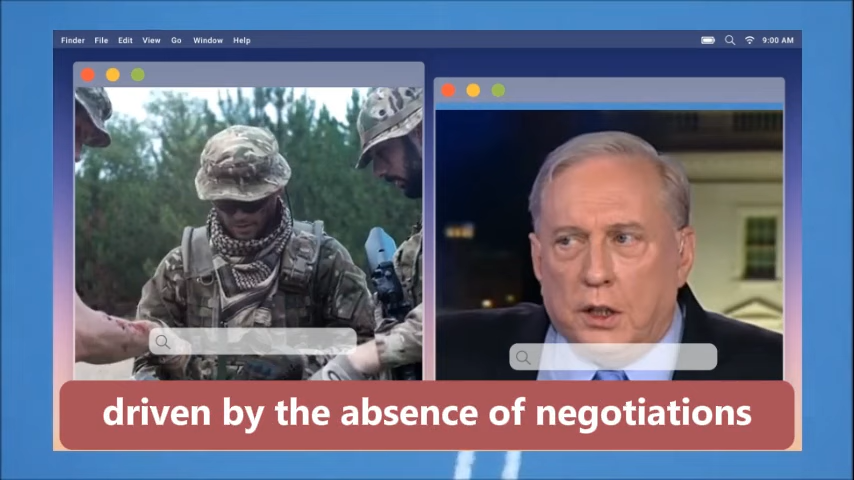 Finder File Edit View Go Window Help 9:00 AM
driven by the absence of negotiations